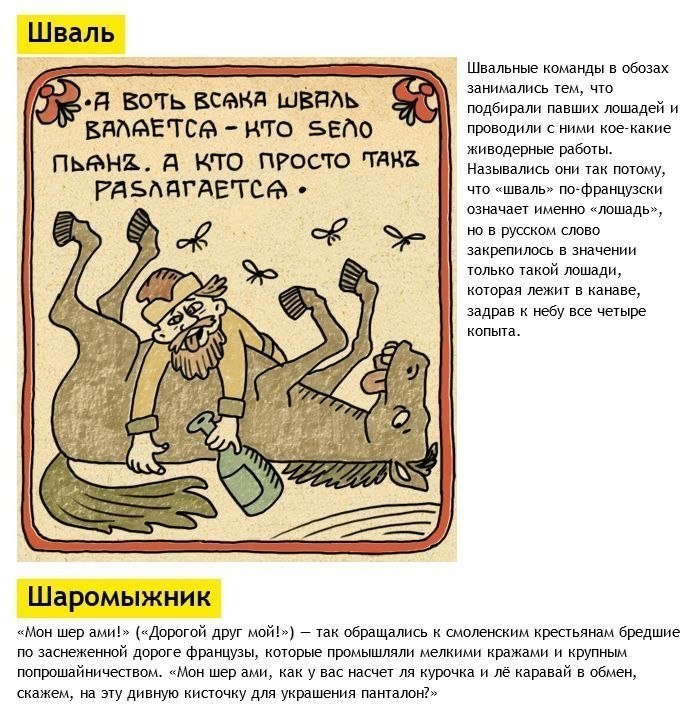 Шваль
•А ВОТЬ ВСѦКА ШВАЛЬ
ВАЛѦЕТСѦ – КТО ЅЕЛО
ПЬѦНЪ. А КТО ПРОСТО ТАКЪ
РАЅЛАГАЕТСѦ •
Швальные команды в обозах
занимались тем, что
подбирали павших лошадей и
проводили с ними кое-какие
живодерные работы.
Назывались они так потому,
что «шваль» по-французски
означает именно «лошадь»,
но в русском слово
закрепилось в значении
только такой лошади,
которая лежит в канаве,
задрав к небу все четыре
копыта.
Шаромыжник
«Мон шер ами!» («Дорогой друг мой!») — так обращались к смоленским крестьянам бредшие
по заснеженной дороге французы, которые промышляли мелкими кражами и крупным
попрошайничеством. «Мон шер ами, как у вас насчет ля курочка и лё каравай в обмен,
скажем, на эту дивную кисточку для украшения панталон?»